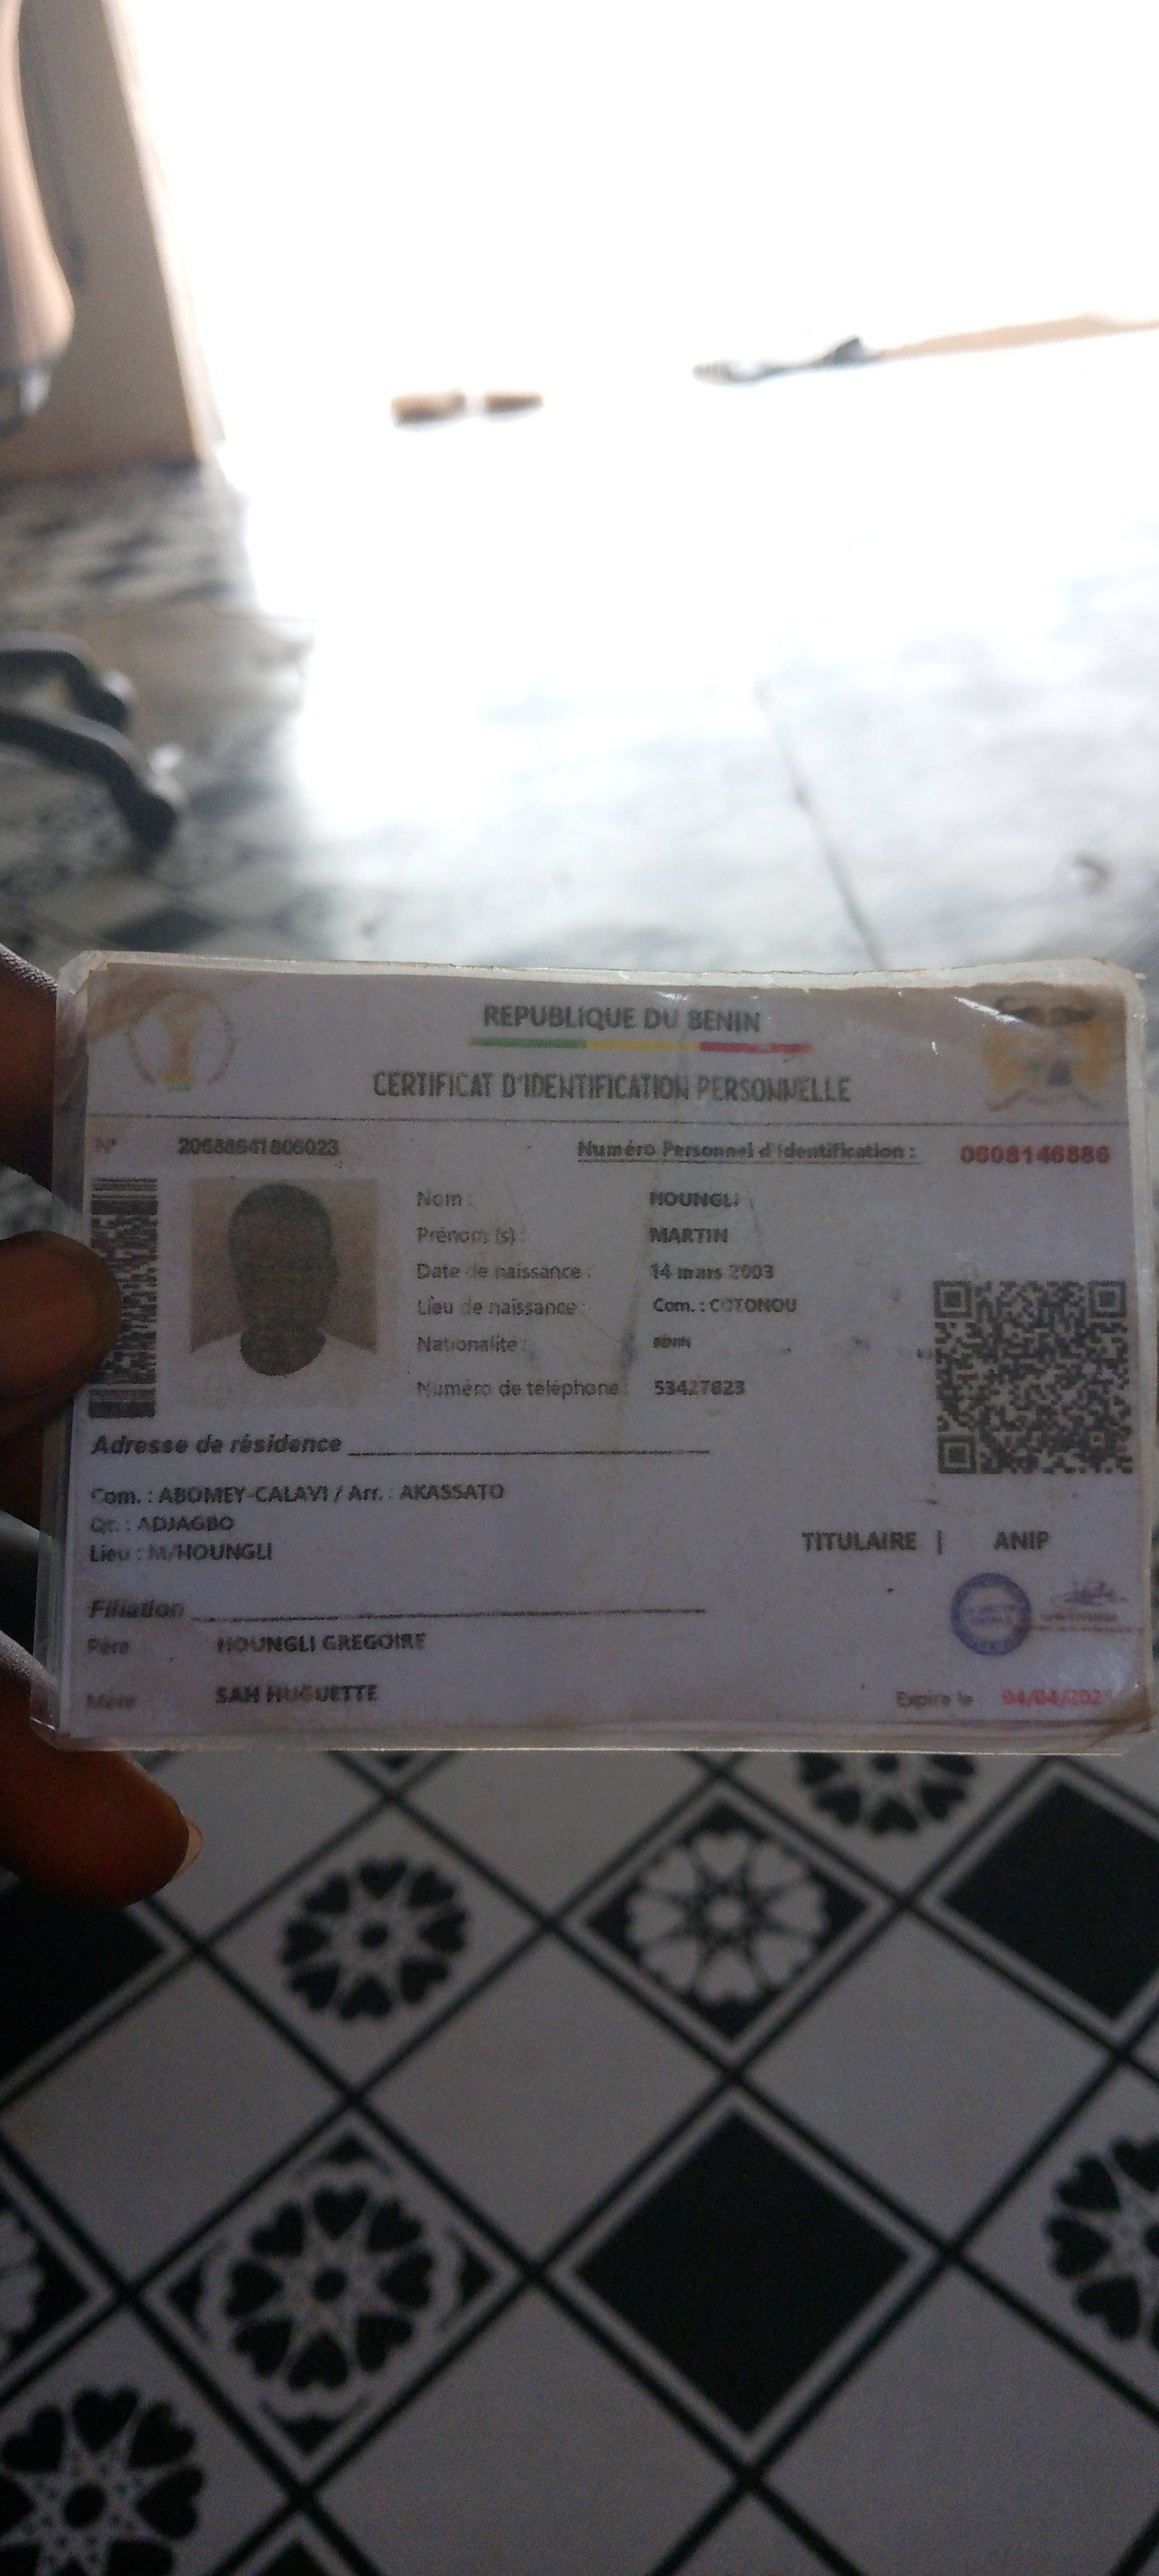 REPUBLIQUE DU BENIN
CERTIFICAT D'IDENTIFICATION PERSONNELLE
N° 20688641806023 Numéro Personnel d'Identification : 0608146886
Nom : HOUNGLI
Prénom (s) : MARTIN
Date de naissance : 14 mars 2003
Lieu de naissance : Com. : COTONOU
Nationalité : BENIN
Numéro de téléphone : 53427823
Adresse de résidence
Com. : ABOMEY-CALAVI / Arr. : AKASSATO
Qt. : ADJAGBO
Lieu : M/HOUNGLI
TITULAIRE | ANIP
Filiation
Père HOUNGLI GREGOIRE
Mère SAH HUGUETTE
Expire le : 04/04/202